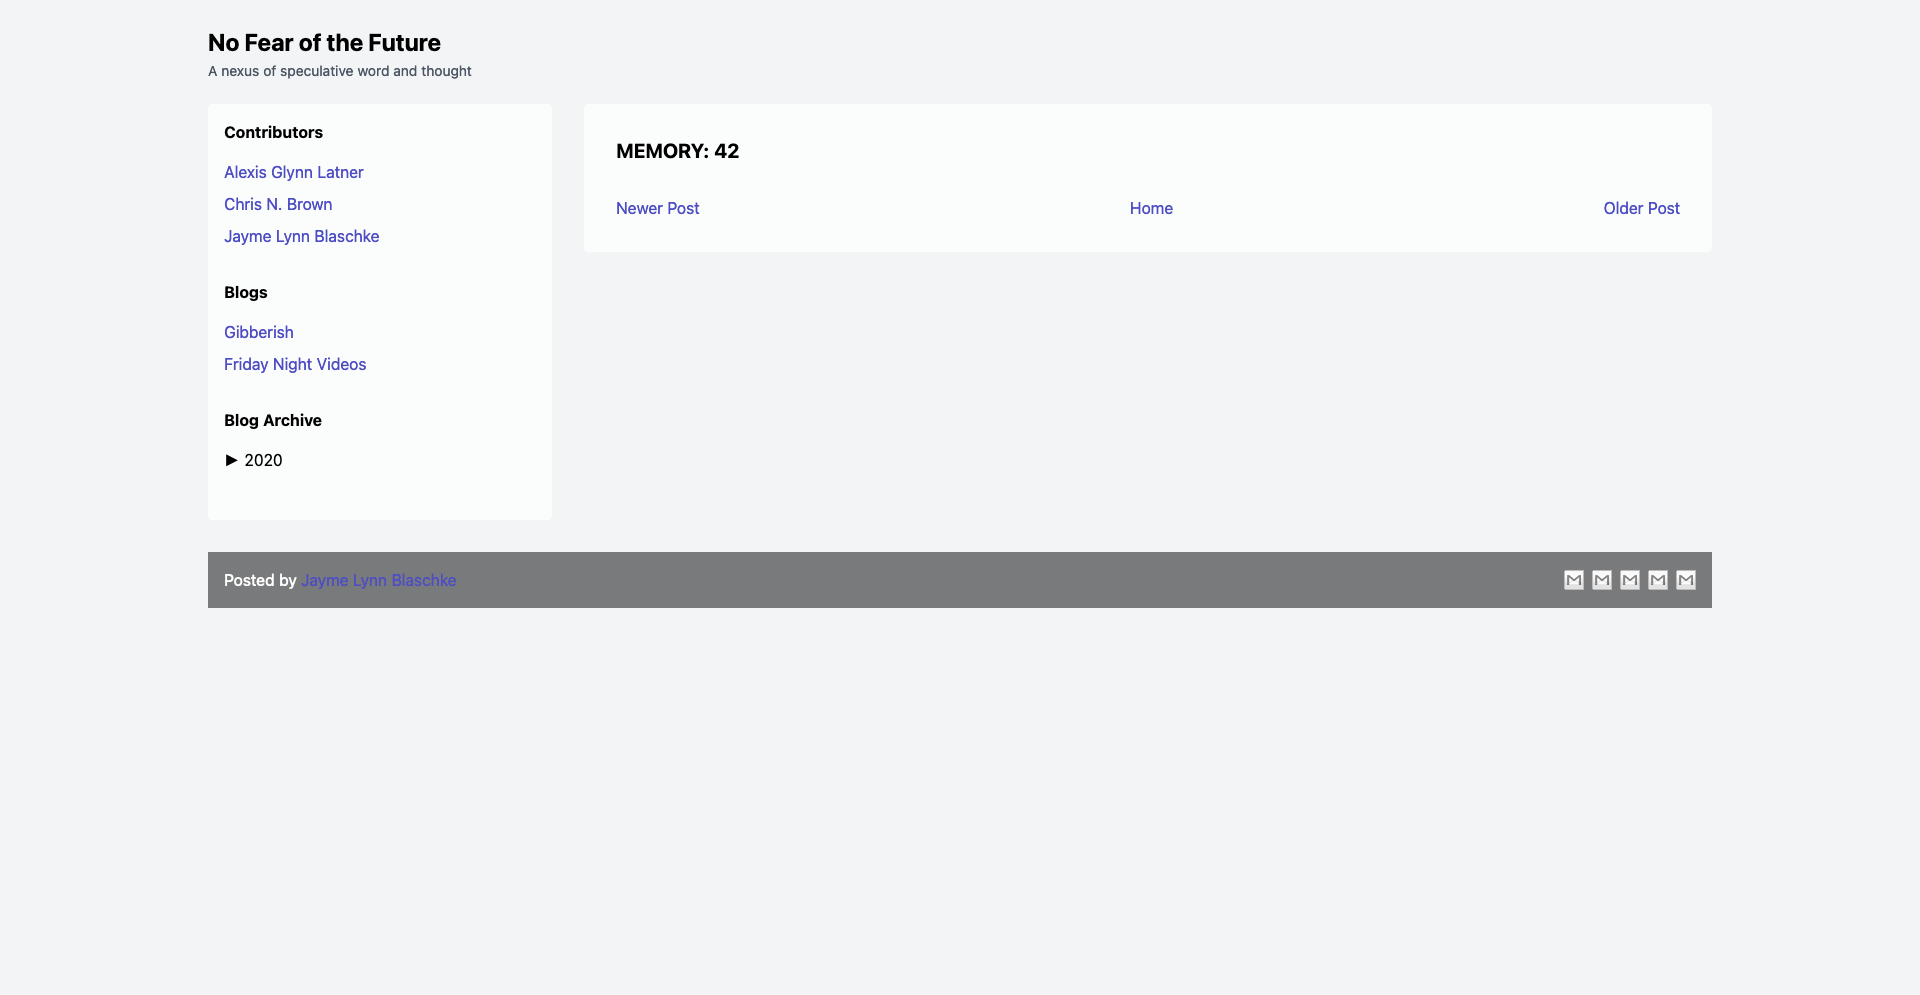 No Fear of the Future
A nexus of speculative word and thought
Contributors
Alexis Glynn Latner
Chris N. Brown
Jayme Lynn Blaschke
Blogs
Gibberish
Friday Night Videos
Blog Archive
► 2020
MEMORY: 42
Newer Post Home Older Post
Posted by Jayme Lynn Blaschke